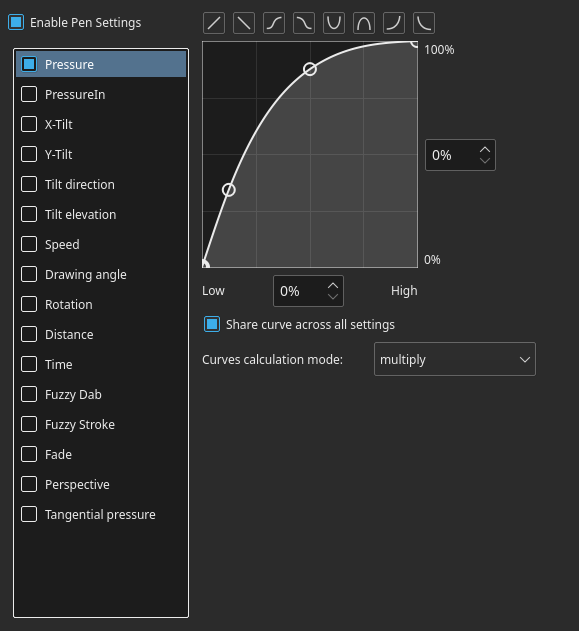 Enable Pen Settings
Pressure
PressureIn
X-Tilt
Y-Tilt
Tilt direction
Tilt elevation
Speed
Drawing angle
Rotation
Distance
Time
Fuzzy Dab
Fuzzy Stroke
Fade
Perspective
Tangential pressure
100%
0%
0%
Low
0%
High
Share curve across all settings
Curves calculation mode:
multiply